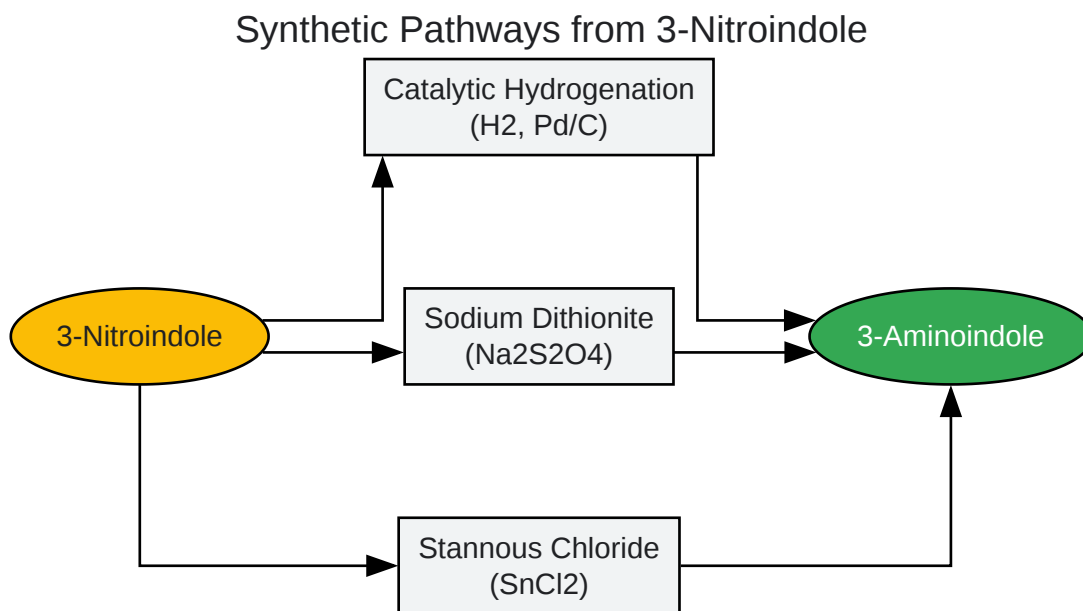 Synthetic Pathways from 3-Nitroindole
Catalytic Hydrogenation
(H2, Pd/C)
3-Nitroindole
Sodium Dithionite
(Na2S2O4)
3-Aminoindole
Stannous Chloride
(SnCl2)